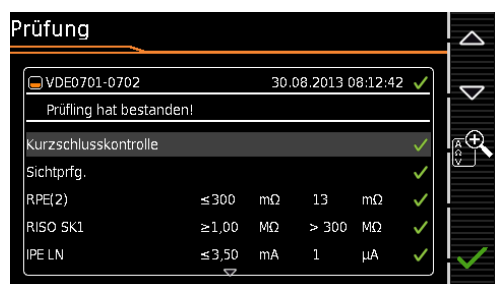 Prüfung
VDE0701-0702 30.08.2013 08:12:42
Prüfling hat bestanden!
Kurzschlusskontrolle
Sichtprfg.
RPE(2) ≤300 mΩ 13 mΩ
RISO SK1 ≥1,00 MΩ > 300 MΩ
IPE LN ≤3,50 mA 1 µA
A
Ω
V